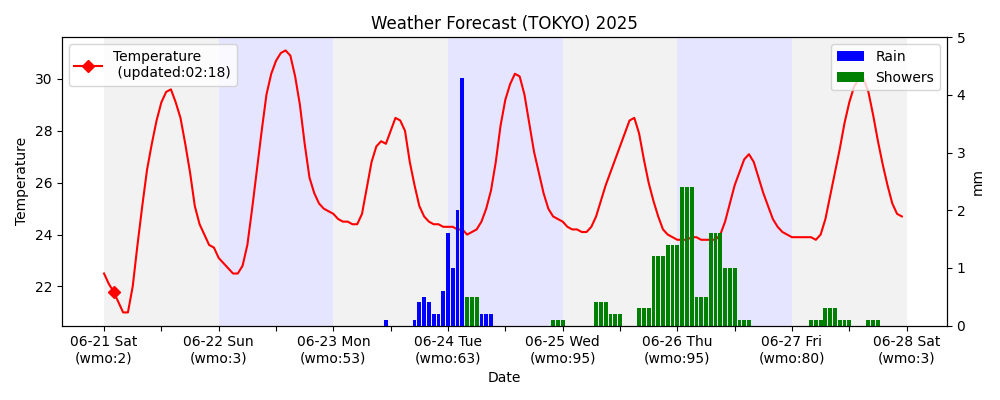 Weather Forecast (TOKYO) 2025
Temperature
(updated:02:18)
Rain
Showers
Temperature
30
28
26
24
22
5
4
3
2
1
0
mm
06-21 Sat
(wmo:2)
06-22 Sun
(wmo:3)
06-23 Mon
(wmo:53)
06-24 Tue
(wmo:63)
06-25 Wed
(wmo:95)
06-26 Thu
(wmo:95)
06-27 Fri
(wmo:80)
06-28 Sat
(wmo:3)
Date